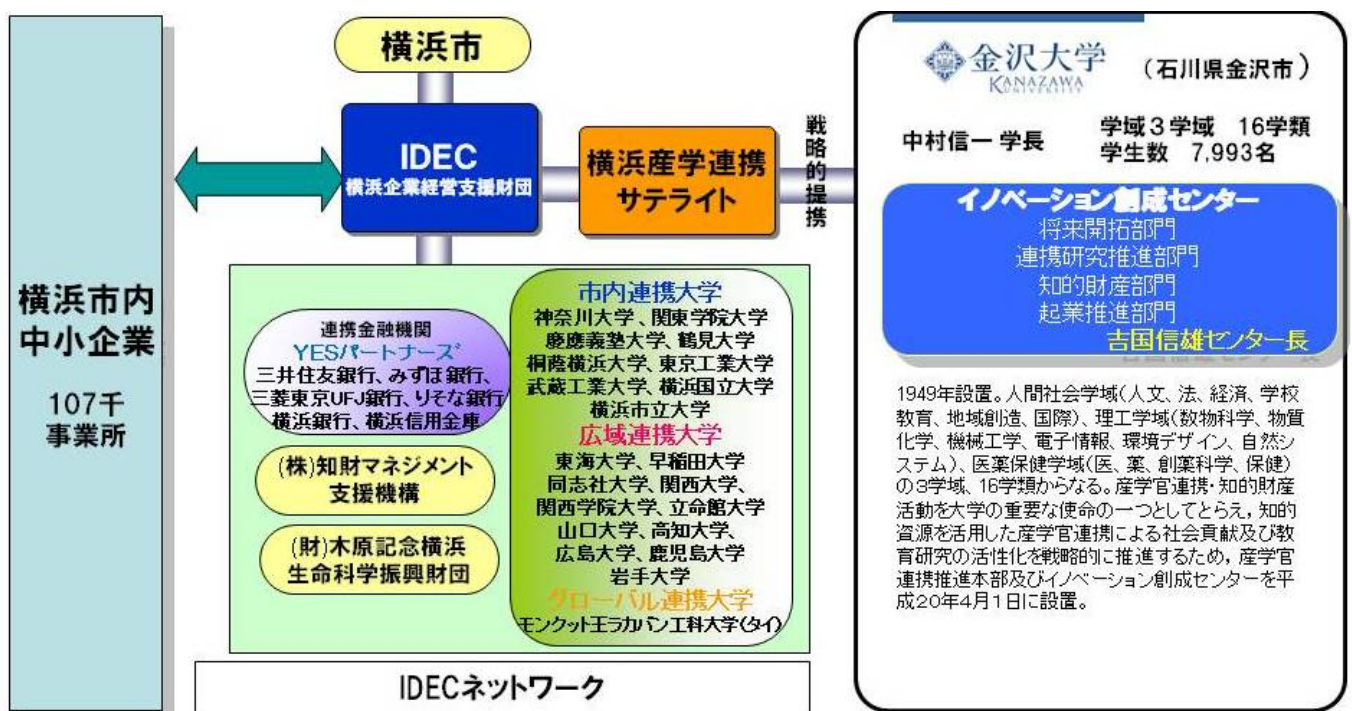 横浜市
IDEC
横浜企業経営支援財団
横浜産学連携
サテライト
戦略的提携
横浜市内
中小企業
107千
事業所
連携金融機関
YESパートナーズ
三井住友銀行、みずほ銀行、
三菱東京UFJ銀行、りそな銀行
横浜銀行、横浜信用金庫
(株)知財マネジメント
支援機構
(財)木原記念横浜
生命科学振興財団
市内連携大学
神奈川大学、関東学院大学
慶應義塾大学、鶴見大学
桐蔭横浜大学、東京工業大学
武蔵工業大学、横浜国立大学
横浜市立大学
広域連携大学
東海大学、早稲田大学
同志社大学、関西大学、
関西学院大学、立命館大学
山口大学、高知大学、
広島大学、鹿児島大学
岩手大学
グローバル連携大学
モンクット王ラカバン工科大学(タイ)
IDECネットワーク
金沢大学
KANAZAWA
UNIVERSITY
(石川県金沢市)
中村信一 学長
学域3学域 16学類
学生数 7,993名
イノベーション創成センター
将来開拓部門
連携研究推進部門
知的財産部門
起業推進部門
吉国信雄センター長
1949年設置。人間社会学域(人文、法、経済、学校
教育、地域創造、国際)、理工学域(数物科学、物質
化学、機械工学、電子情報、環境デザイン、自然シ
ステム)、医薬保健学域(医、薬、創薬科学、保健)
の3学域、16学類からなる。産学官連携・知的財産
活動を大学の重要な使命の一つとしてとらえ，知的
資源を活用した産学官連携による社会貢献及び教
育研究の活性化を戦略的に推進するため，産学官
連携推進本部及びイノベーション創成センターを平
成20年4月1日に設置。